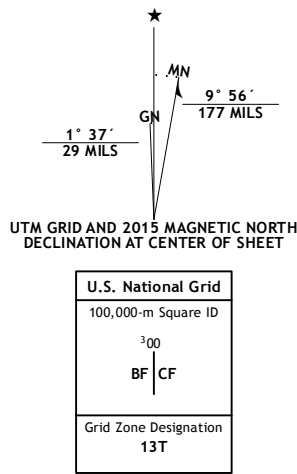 ★
MN
GN
9° 56´
177 MILS
1° 37´
29 MILS
UTM GRID AND 2015 MAGNETIC NORTH
DECLINATION AT CENTER OF SHEET
U.S. National Grid
100,000-m Square ID
³00
BF CF
Grid Zone Designation
13T